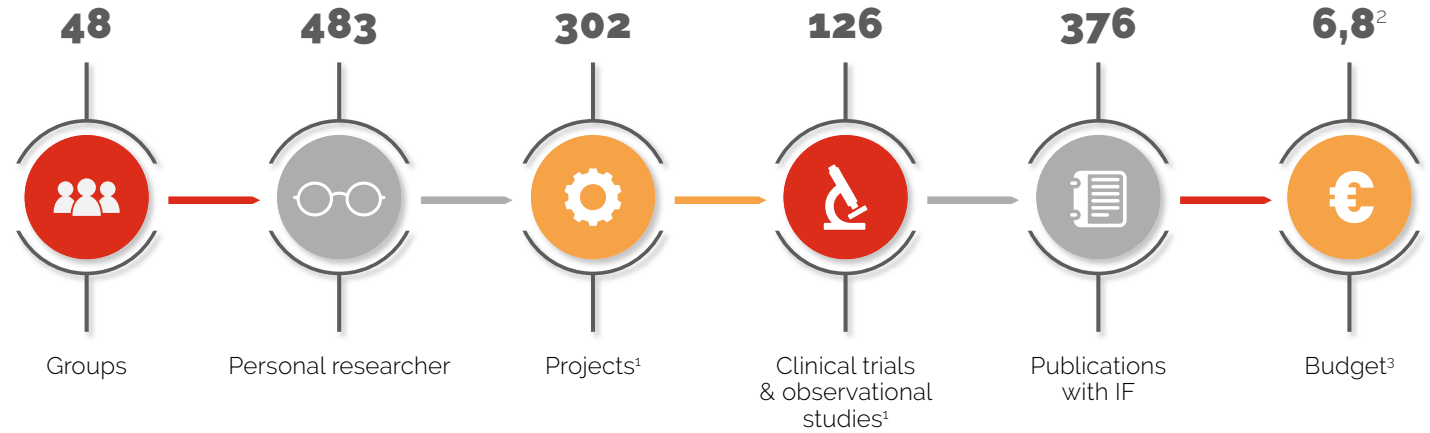 48
483
302
126
376
6,8²
Groups
Personal researcher
Projects¹
Clinical trials
& observational
studies¹
Publications
with IF
Budget³
€